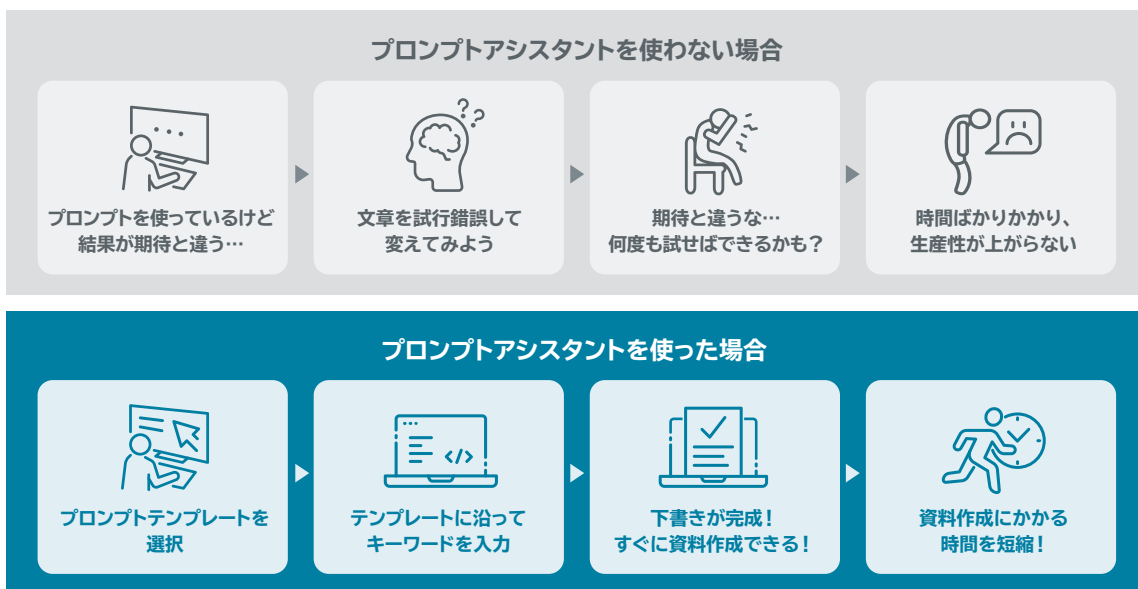 プロンプトアシスタントを使わない場合
プロンプトを使っているけど
結果が期待と違う…
文章を試行錯誤して
変えてみよう
期待と違うな…
何度も試せばできるかも？
時間ばかりかかり、
生産性が上がらない
プロンプトアシスタントを使った場合
プロンプトテンプレートを
選択
テンプレートに沿って
キーワードを入力
下書きが完成！
すぐに資料作成できる！
資料作成にかかる
時間を短縮！